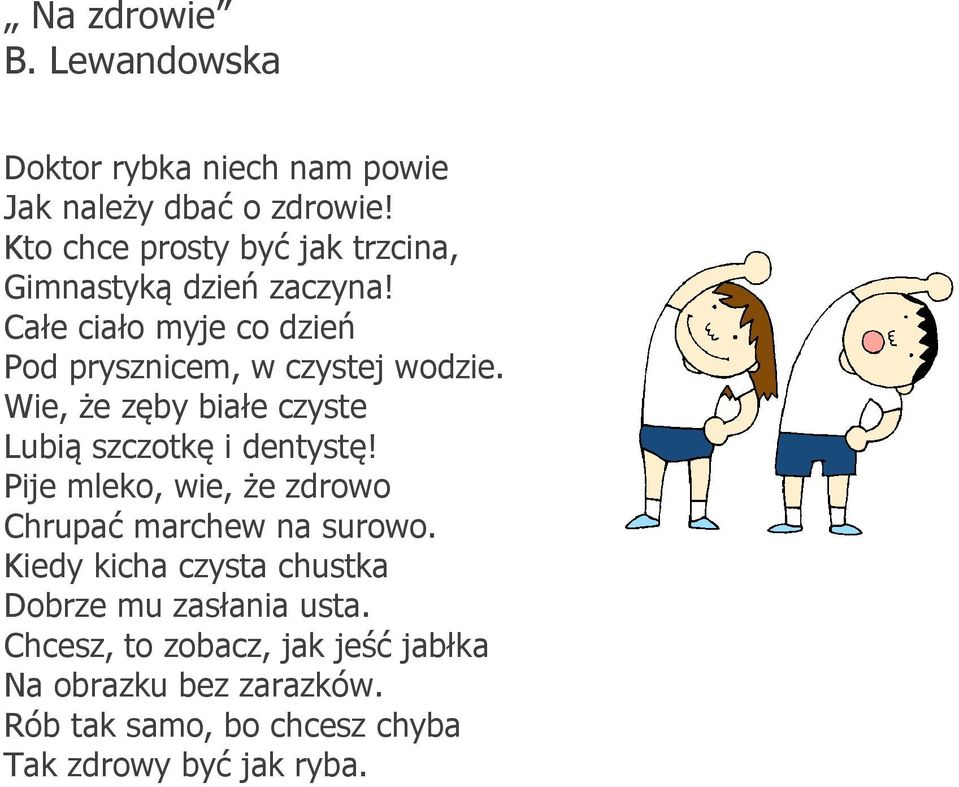 „ Na zdrowie”
B. Lewandowska
Doktor rybka niech nam powie
Jak należy dbać o zdrowie!
Kto chce prosty być jak trzcina,
Gimnastyką dzień zaczyna!
Całe ciało myje co dzień
Pod prysznicem, w czystej wodzie.
Wie, że zęby białe czyste
Lubią szczotkę i dentystę!
Pije mleko, wie, że zdrowo
Chrupać marchew na surowo.
Kiedy kicha czysta chustka
Dobrze mu zasłania usta.
Chcesz, to zobacz, jak jeść jabłka
Na obrazku bez zarazków.
Rób tak samo, bo chcesz chyba
Tak zdrowy być jak ryba.